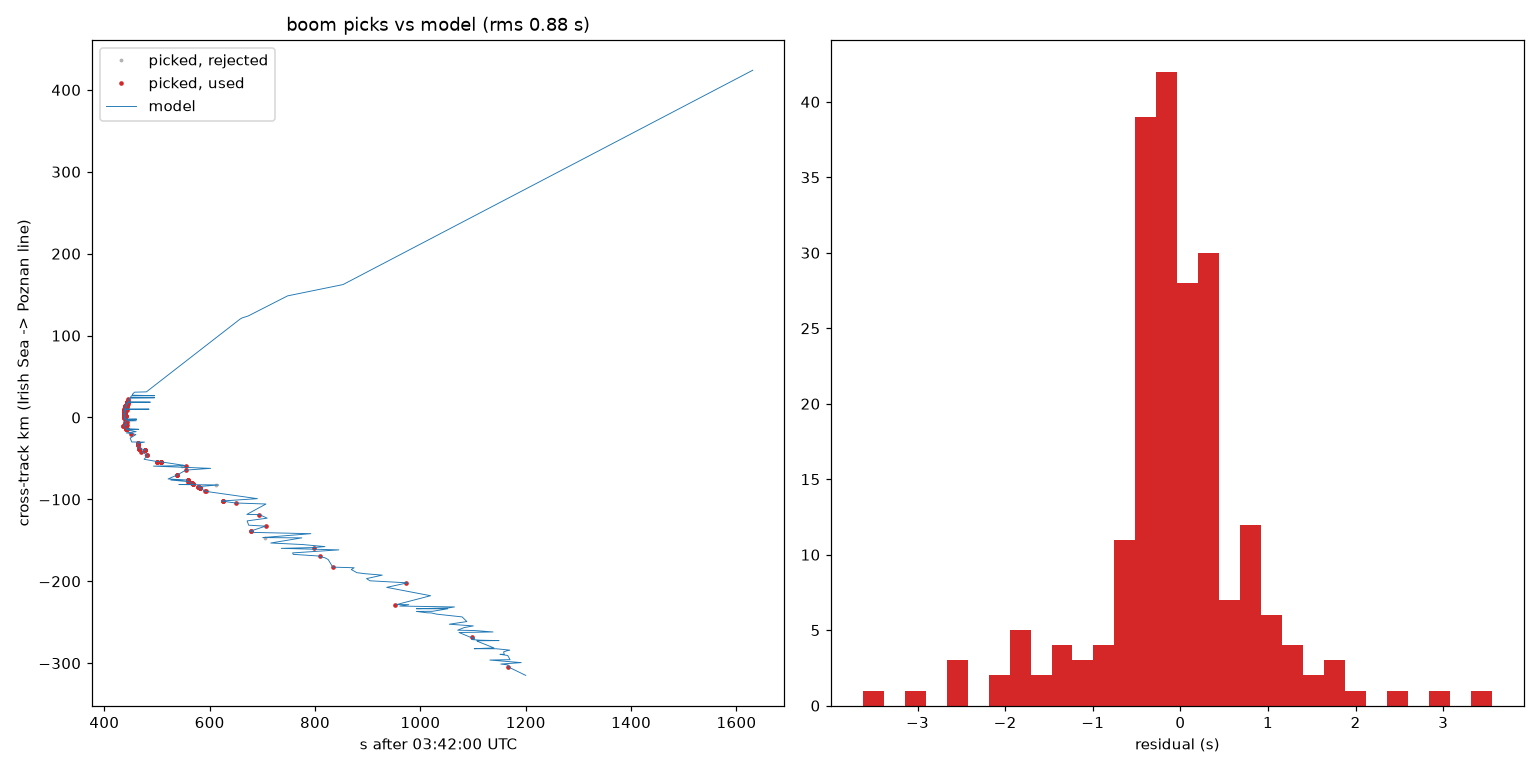 boom picks vs model (rms 0.88 s)
picked, rejected
picked, used
model
400
300
200
100
0
−100
−200
−300
cross-track km (Irish Sea -> Poznan line)
400 600 800 1000 1200 1400 1600
s after 03:42:00 UTC
40
35
30
25
20
15
10
5
0
−3 −2 −1 0 1 2 3
residual (s)